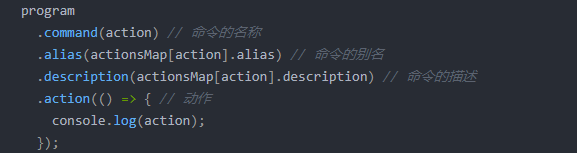 program
  .command(action) // 命令的名称
  .alias(actionsMap[action].alias) // 命令的别名
  .description(actionsMap[action].description) // 命令的描述
  .action(() => { // 动作
    console.log(action);
  });